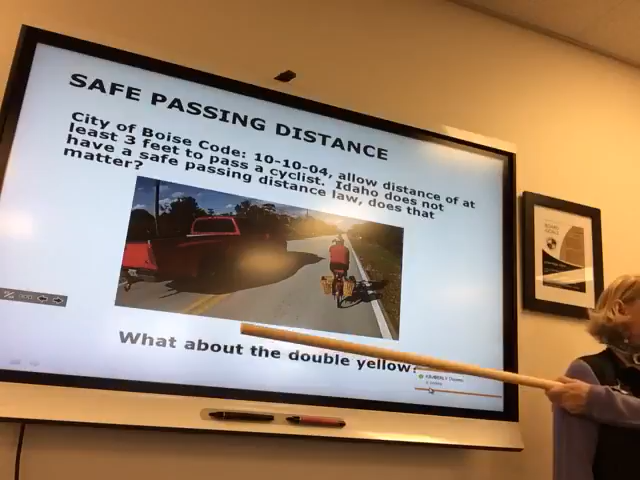 SAFE PASSING DISTANCE
City of Boise Code: 10-10-04, allow distance of at
least 3 feet to pass a cyclist. Idaho does not
have a safe passing distance law, does that
matter?
What about the double yellow?